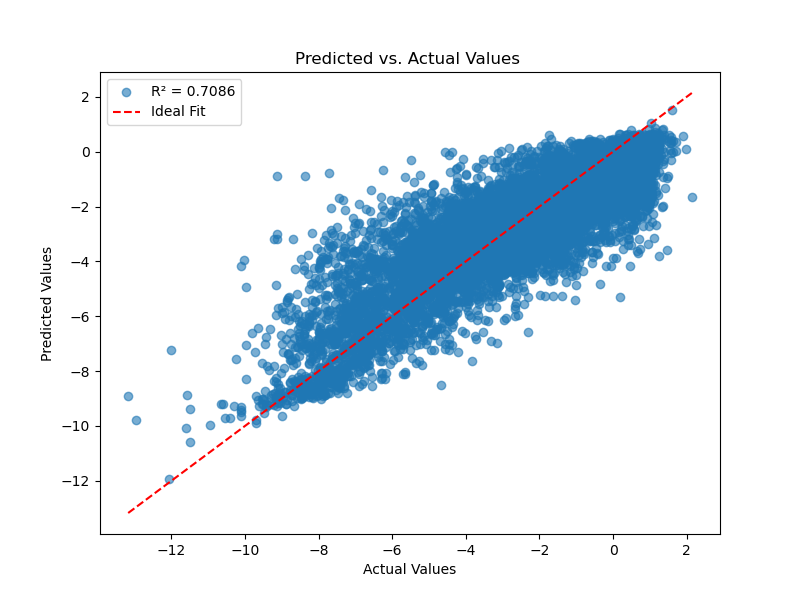 Predicted vs. Actual Values
R² = 0.7086
Ideal Fit
2
0
−2
−4
−6
−8
−10
−12
Predicted Values
−12 −10 −8 −6 −4 −2 0 2
Actual Values